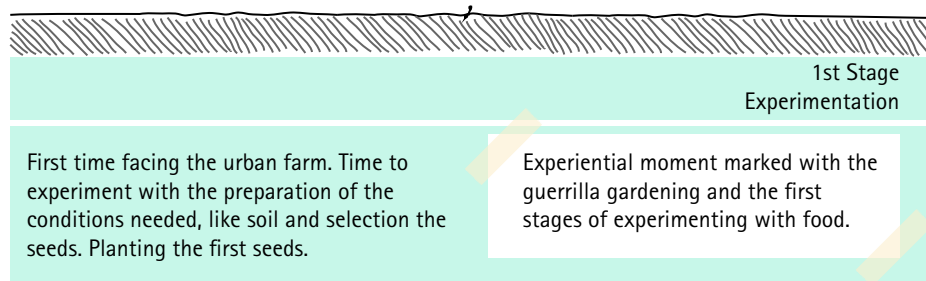 1st Stage
Experimentation
First time facing the urban farm. Time to
experiment with the preparation of the
conditions needed, like soil and selection the
seeds. Planting the first seeds.
Experiential moment marked with the
guerrilla gardening and the first
stages of experimenting with food.